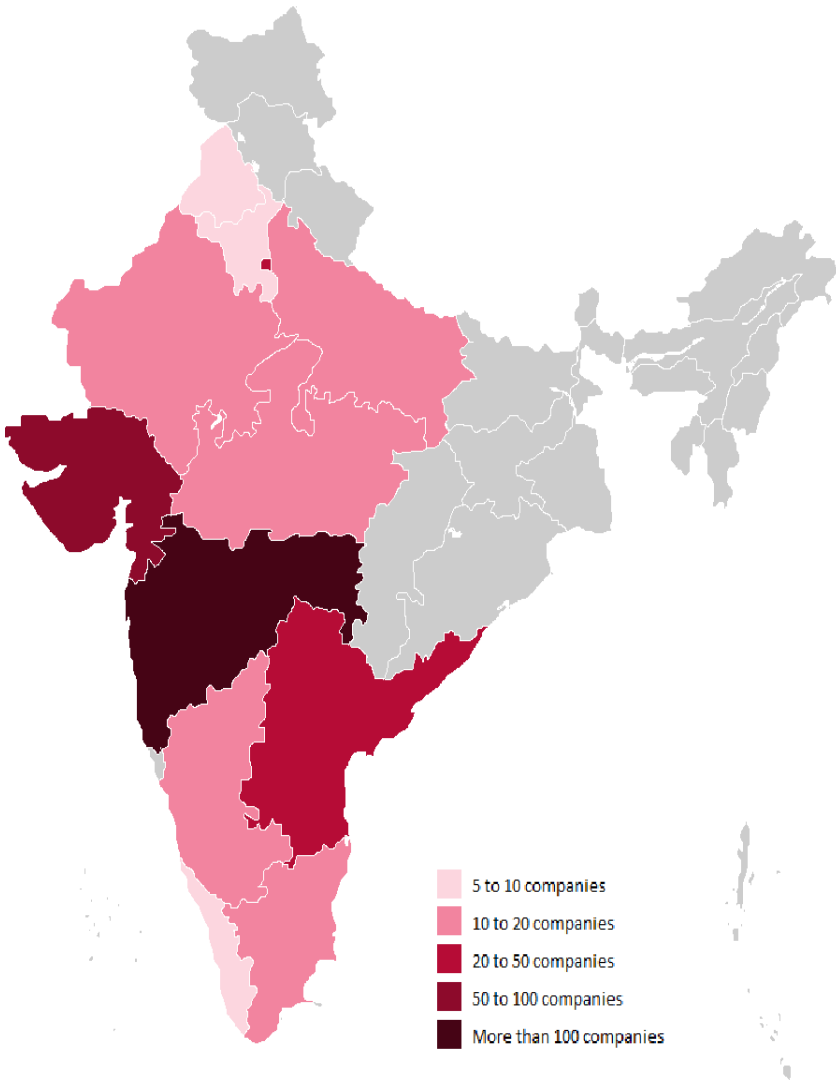 5 to 10 companies
10 to 20 companies
20 to 50 companies
50 to 100 companies
More than 100 companies